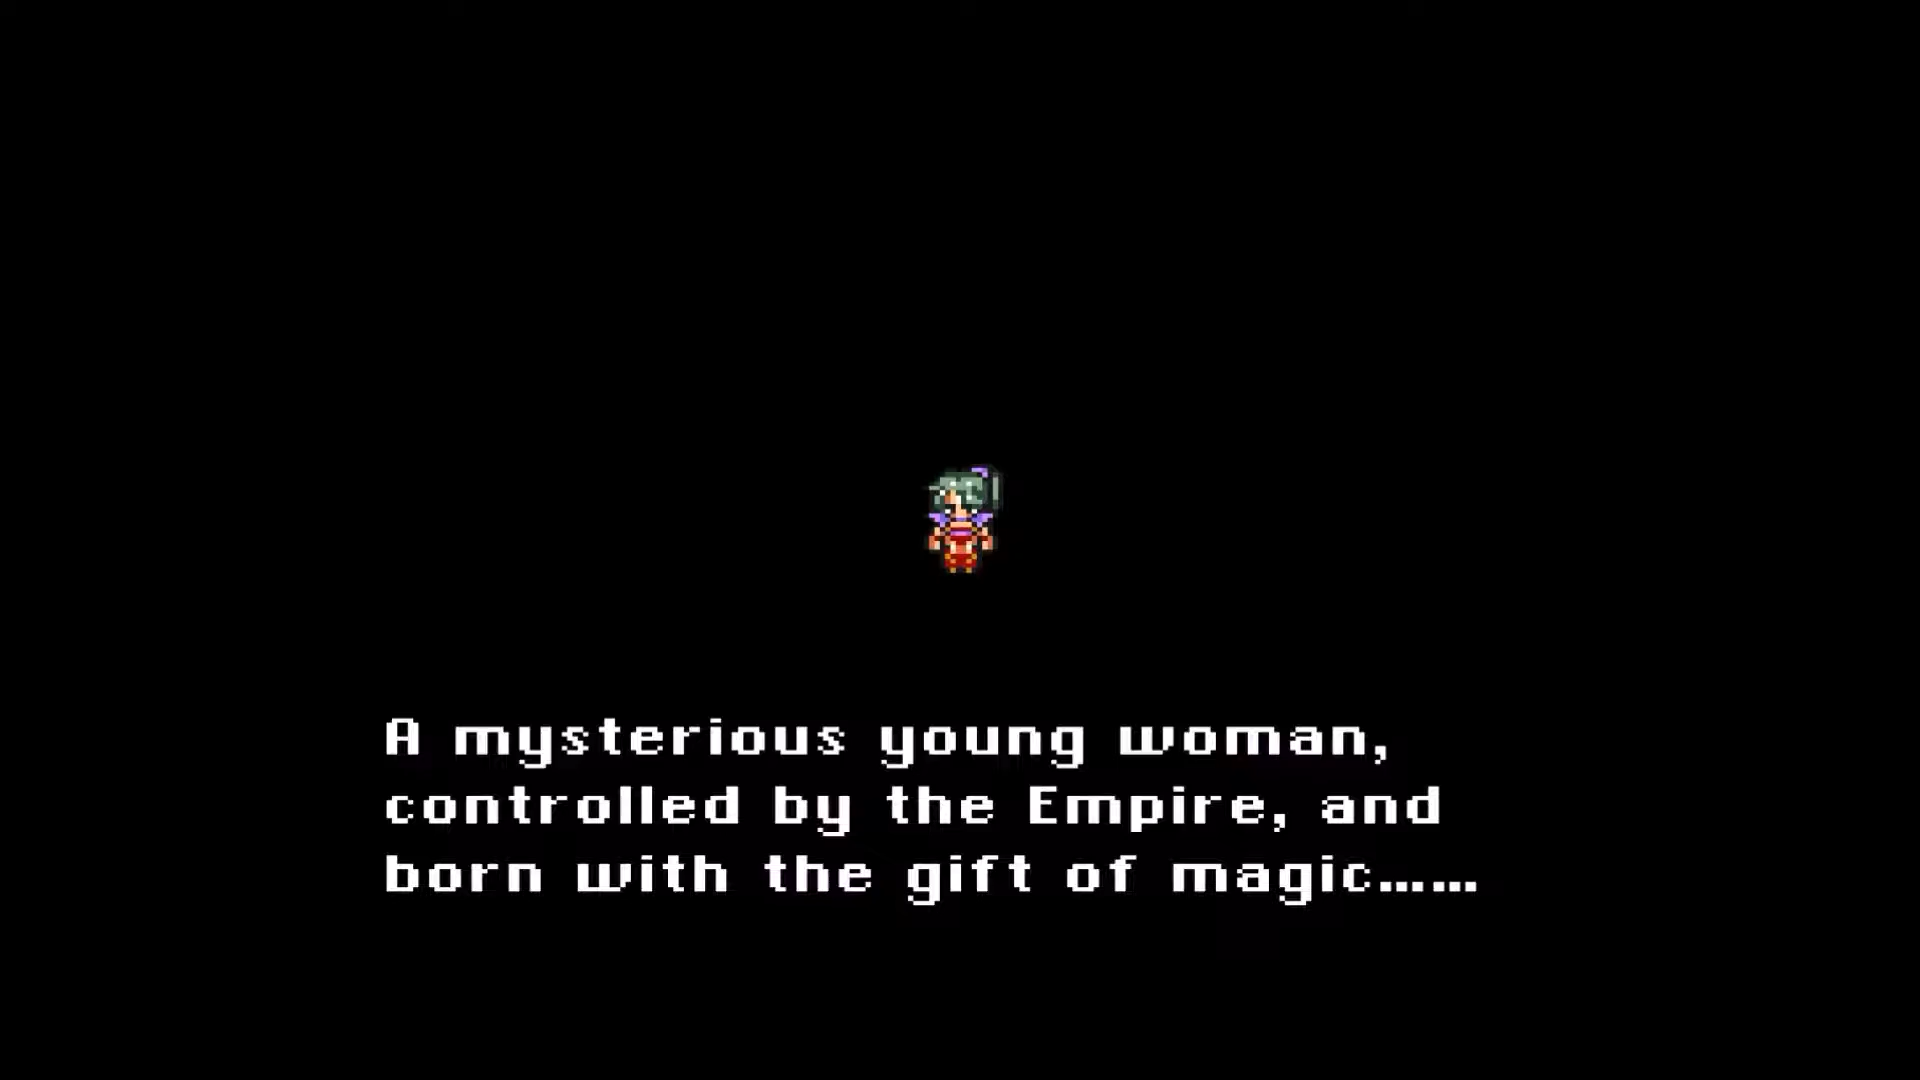 A mysterious young woman,
controlled by the Empire, and
born with the gift of magic……